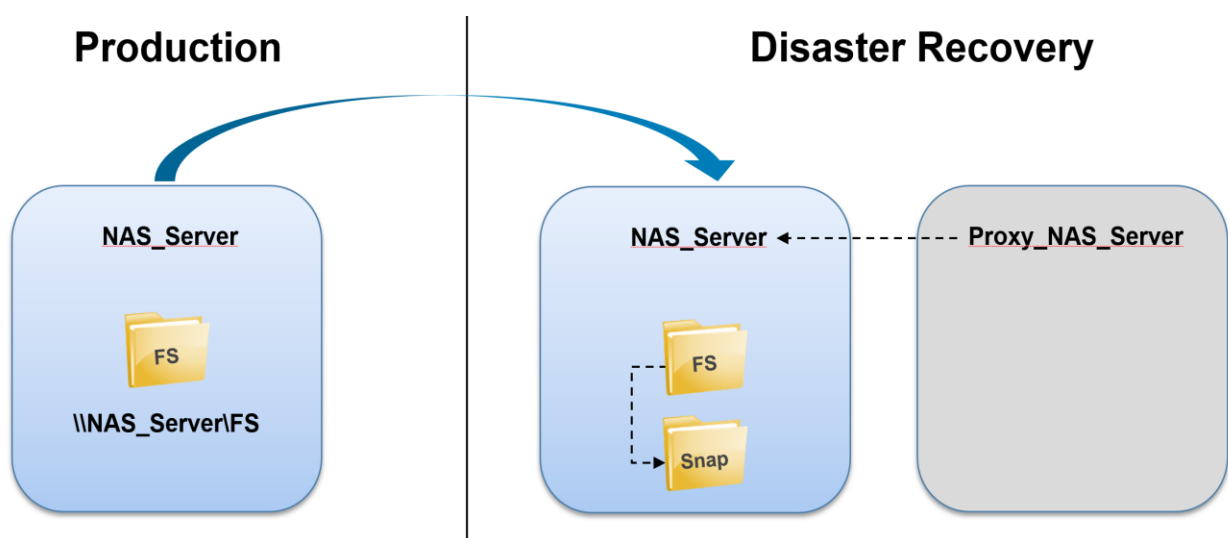 Production
Disaster Recovery
NAS_Server
FS
\\NAS_Server\FS
NAS_Server
Proxy_NAS_Server
FS
Snap